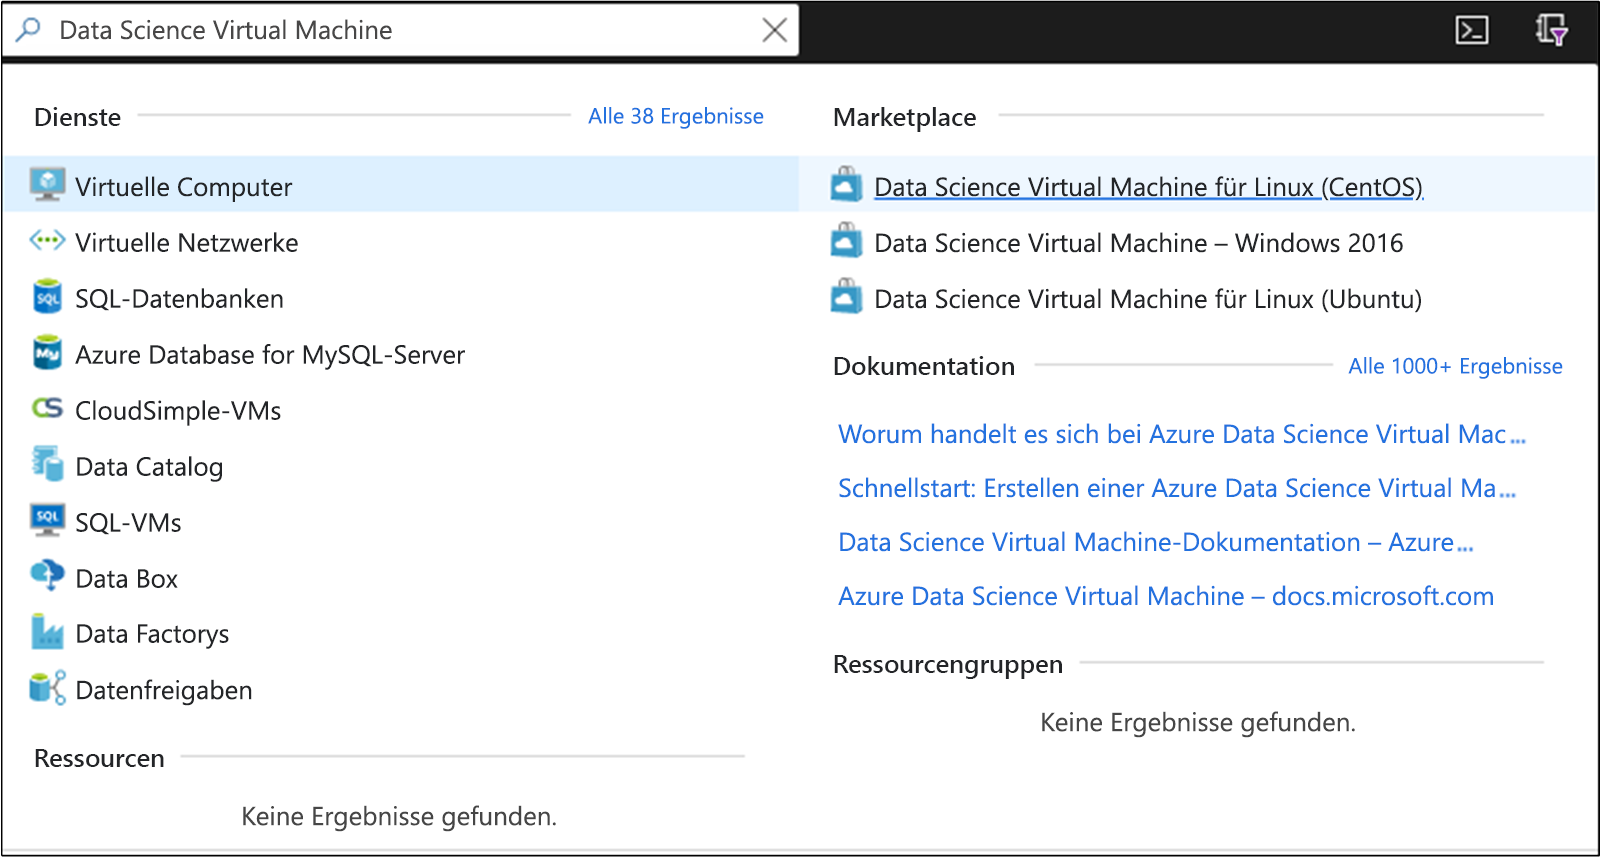 Data Science Virtual Machine
Dienste
Alle 38 Ergebnisse
Virtuelle Computer
Virtuelle Netzwerke
SQL SQL-Datenbanken
My Azure Database for MySQL-Server
CS CloudSimple-VMs
Data Catalog
SQL SQL-VMs
Data Box
Data Factorys
Datenfreigaben
Ressourcen
Keine Ergebnisse gefunden.
Marketplace
Data Science Virtual Machine für Linux (CentOS)
Data Science Virtual Machine – Windows 2016
Data Science Virtual Machine für Linux (Ubuntu)
Dokumentation
Alle 1000+ Ergebnisse
Worum handelt es sich bei Azure Data Science Virtual Mac ...
Schnellstart: Erstellen einer Azure Data Science Virtual Ma...
Data Science Virtual Machine-Dokumentation – Azure...
Azure Data Science Virtual Machine – docs.microsoft.com
Ressourcengruppen
Keine Ergebnisse gefunden.